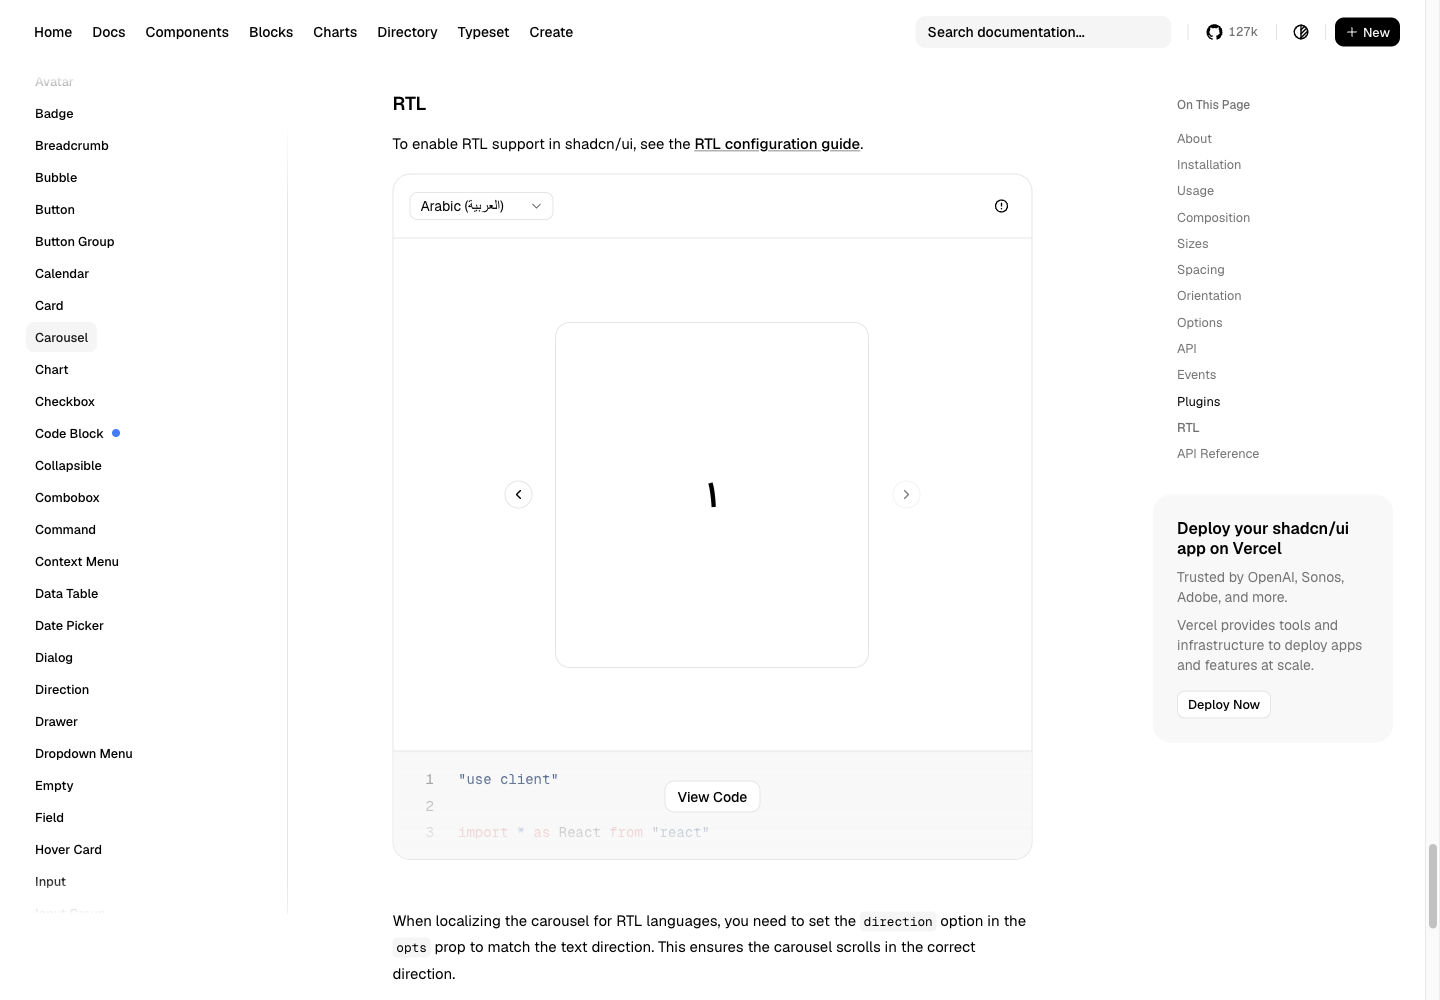 Home Docs Components Blocks Charts Directory Typeset Create
Search documentation...
127k
New
Avatar
Badge
Breadcrumb
Bubble
Button
Button Group
Calendar
Card
Carousel
Chart
Checkbox
Code Block
Collapsible
Combobox
Command
Context Menu
Data Table
Date Picker
Dialog
Direction
Drawer
Dropdown Menu
Empty
Field
Hover Card
Input
Input Group
RTL
To enable RTL support in shadcn/ui, see the RTL configuration guide.
Arabic (العربية)
١
1 "use client"
2
3 import * as React from "react"
View Code
When localizing the carousel for RTL languages, you need to set the direction option in the
opts prop to match the text direction. This ensures the carousel scrolls in the correct
direction.
On This Page
About
Installation
Usage
Composition
Sizes
Spacing
Orientation
Options
API
Events
Plugins
RTL
API Reference
Deploy your shadcn/ui
app on Vercel
Trusted by OpenAI, Sonos,
Adobe, and more.
Vercel provides tools and
infrastructure to deploy apps
and features at scale.
Deploy Now